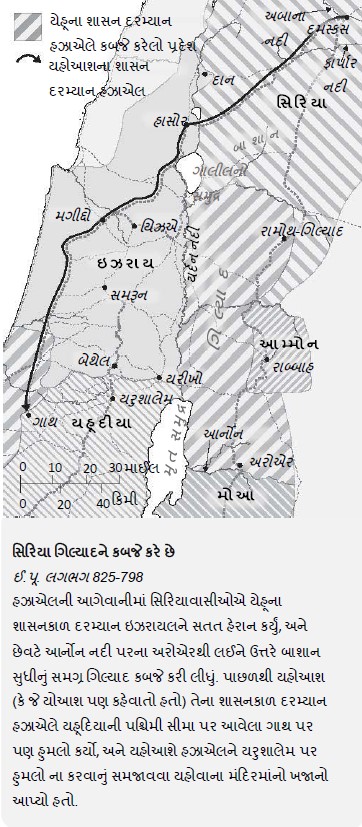 યેહૂના શાસન દરમ્યાન
હઝાએલે કબજે કરેલો પ્રદેશ
યહોઆશના શાસન
દરમ્યાન હઝાએલ
અબાના
નદી
દમસ્કસ
ફાર્પાર
નદી
દાન
સિરિયા
હાસોર
બાશાન
ગાલીલનો
સમુદ્ર
મગીદ્દો
યિઝએ
રામોથ-ગિલ્યાદ
યર્દન નદી
ઇઝરાય
સમરૂન
ગિલ્યાદ
આમ્મોન
રાબ્બાહ
બેથેલ
યરીખો
યરુશાલેમ
ગાથ
યહૂદિયા
મૃત સમુદ્ર
આર્નોન
અરોએર
મોઆ
0 10 20 30 માઈલ
0 20 40 કિમી
સિરિયા ગિલ્યાદને કબજે કરે છે
ઈ.પૂ. લગભગ 825-798
હઝાએલની આગેવાનીમાં સિરિયાવાસીઓએ યેહૂના
શાસનકાળ દરમ્યાન ઇઝરાયલને સતત હેરાન કર્યું, અને
છેવટે આર્નોન નદી પરના અરોએરથી લઈને ઉત્તરે બાશાન
સુધીનું સમગ્ર ગિલ્યાદ કબજે કરી લીધું. પાછળથી યહોઆશ
(કે જે યોઆશ પણ કહેવાતો હતો) તેના શાસનકાળ દરમ્યાન
હઝાએલે યહૂદિયાની પશ્ચિમી સીમા પર આવેલા ગાથ પર
પણ હુમલો કર્યો, અને યહોઆશે હઝાએલને યરુશાલેમ પર
હુમલો ના કરવાનું સમજાવવા યહોવાના મંદિરમાંનો ખજાનો
આપ્યો હતો.